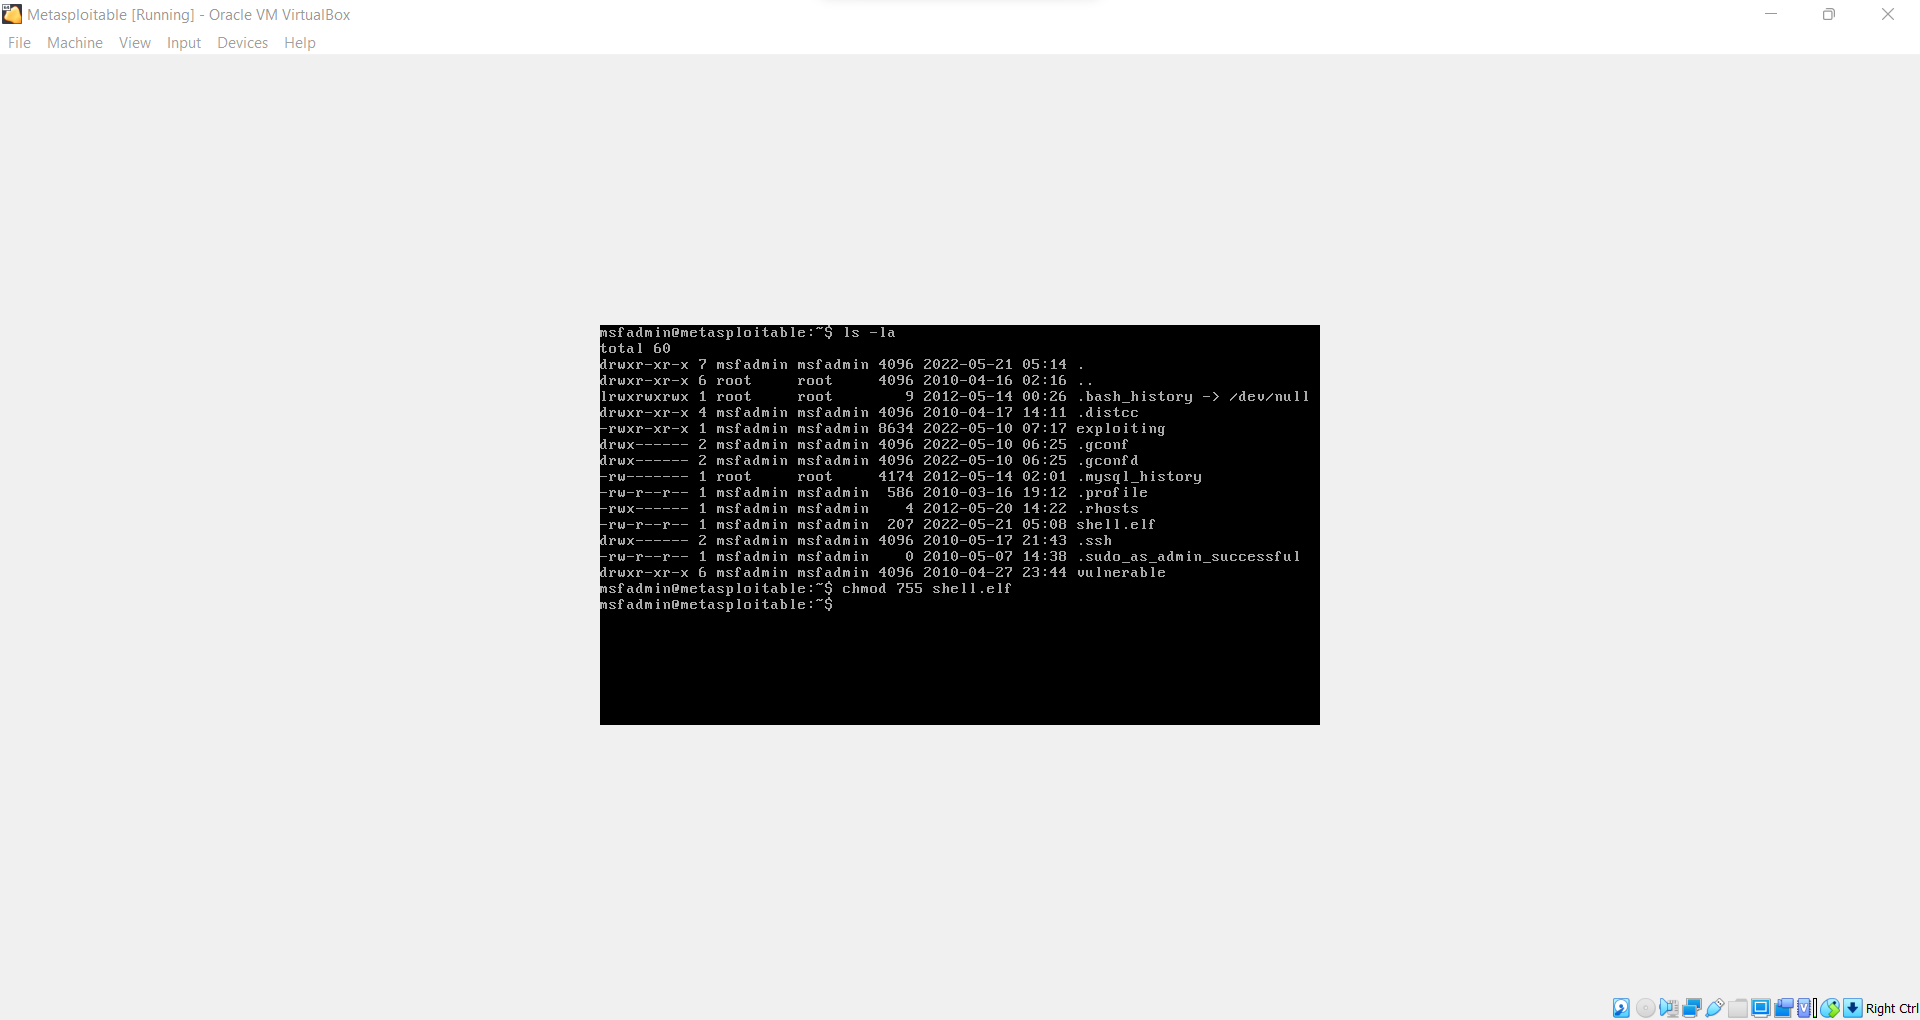 Metasploitable [Running] - Oracle VM VirtualBox
File Machine View Input Devices Help
msfadmin@metasploitable:~$ ls -la
total 60
drwxr-xr-x 7 msfadmin msfadmin 4096 2022-05-21 05:14 .
drwxr-xr-x 6 root     root     4096 2010-04-16 02:16 ..
lrwxrwxrwx 1 root     root        9 2012-05-14 00:26 .bash_history -> /dev/null
drwxr-xr-x 4 msfadmin msfadmin 4096 2010-04-17 14:11 .distcc
-rwxr-xr-x 1 msfadmin msfadmin 8634 2022-05-10 07:17 exploiting
drwx------ 2 msfadmin msfadmin 4096 2022-05-10 06:25 .gconf
drwx------ 2 msfadmin msfadmin 4096 2022-05-10 06:25 .gconfd
-rw------- 1 root     root     4174 2012-05-14 02:01 .mysql_history
-rw-r--r-- 1 msfadmin msfadmin  586 2010-03-16 19:12 .profile
-rwx------ 1 msfadmin msfadmin    4 2012-05-20 14:22 .rhosts
-rw-r--r-- 1 msfadmin msfadmin  207 2022-05-21 05:08 shell.elf
drwx------ 2 msfadmin msfadmin 4096 2010-05-17 21:43 .ssh
-rw-r--r-- 1 msfadmin msfadmin    0 2010-05-07 14:38 .sudo_as_admin_successful
drwxr-xr-x 6 msfadmin msfadmin 4096 2010-04-27 23:44 vulnerable
msfadmin@metasploitable:~$ chmod 755 shell.elf
msfadmin@metasploitable:~$
Right Ctrl